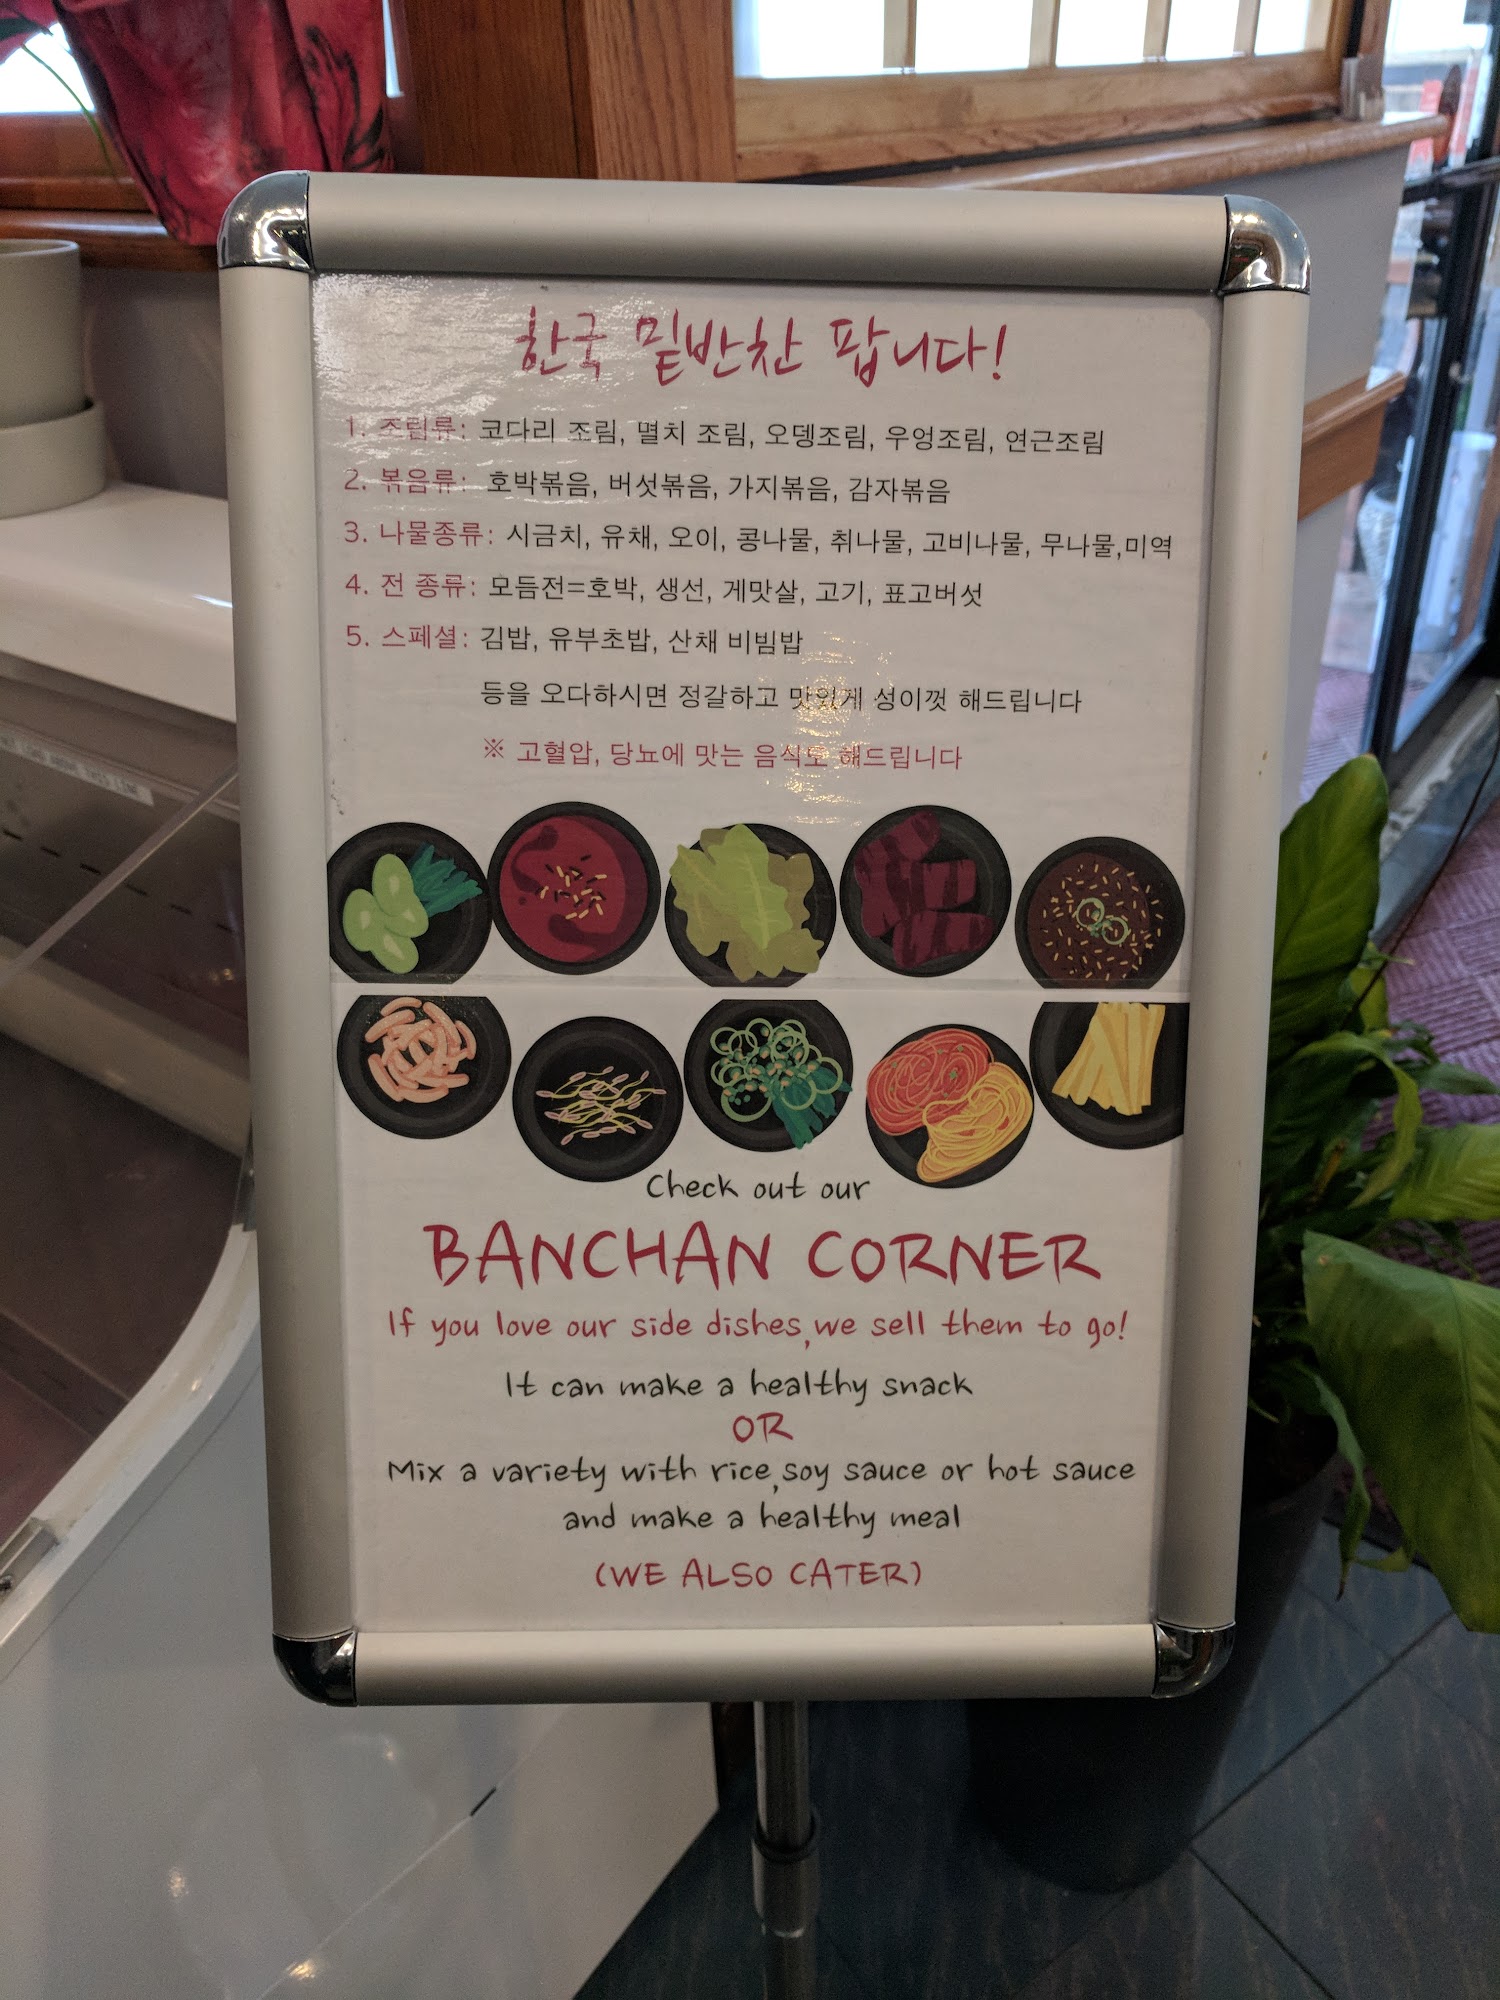 한국 밑반찬 팝니다!
1. 조림류: 코다리 조림, 멸치 조림, 오뎅조림, 우엉조림, 연근조림
2. 볶음류: 호박볶음, 버섯볶음, 가지볶음, 감자볶음
3. 나물종류: 시금치, 유채, 오이, 콩나물, 취나물, 고비나물, 무나물,미역
4. 전 종류: 모듬전=호박, 생선, 게맛살, 고기, 표고버섯
5. 스페셜: 김밥, 유부초밥, 산채 비빔밥
등을 오다하시면 정갈하고 맛있게 성이껏 해드립니다
※ 고혈압, 당뇨에 맞는 음식도 해드립니다
Check out our
BANCHAN CORNER
If you love our side dishes,we sell them to go!
It can make a healthy snack
OR
Mix a variety with rice,soy sauce or hot sauce
and make a healthy meal
(WE ALSO CATER)